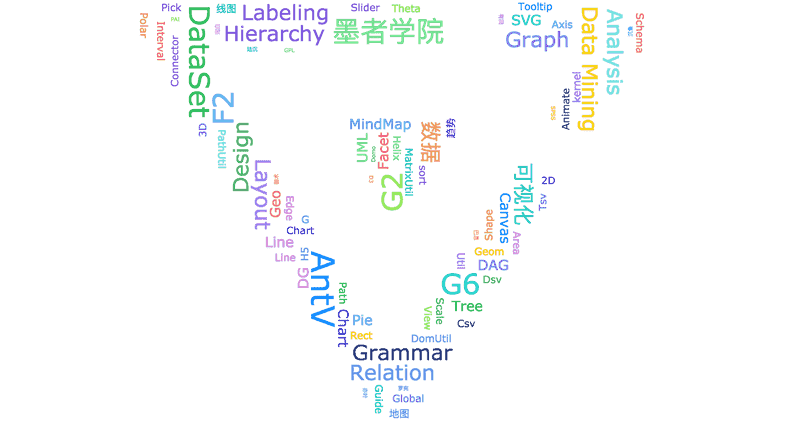 Pick
线图
Labeling
Slider
Theta
Tooltip
Polar
Interval
PAL
DataSet
Hierarchy
墨者学院
SVG
Axis
Data Mining
Analysis
Schema
Graph
Connector
GPL
kernel
Animate
SPSS
F2
3D
PathUtil
Design
MindMap
数据
趋势
UML
Demo
Facet
Helix
MatrixUtil
sort
G2
Layout
Geo
Edge
G
Chart
可视化
2D
Tsv
Canvas
Shape
Area
Line
Line
H5
DG
AntV
Geom
Util
DAG
G6
Dsv
Path
Chart
Pie
Rect
Scale
View
Tree
Csv
DomUtil
Grammar
Relation
Guide
Global
地图